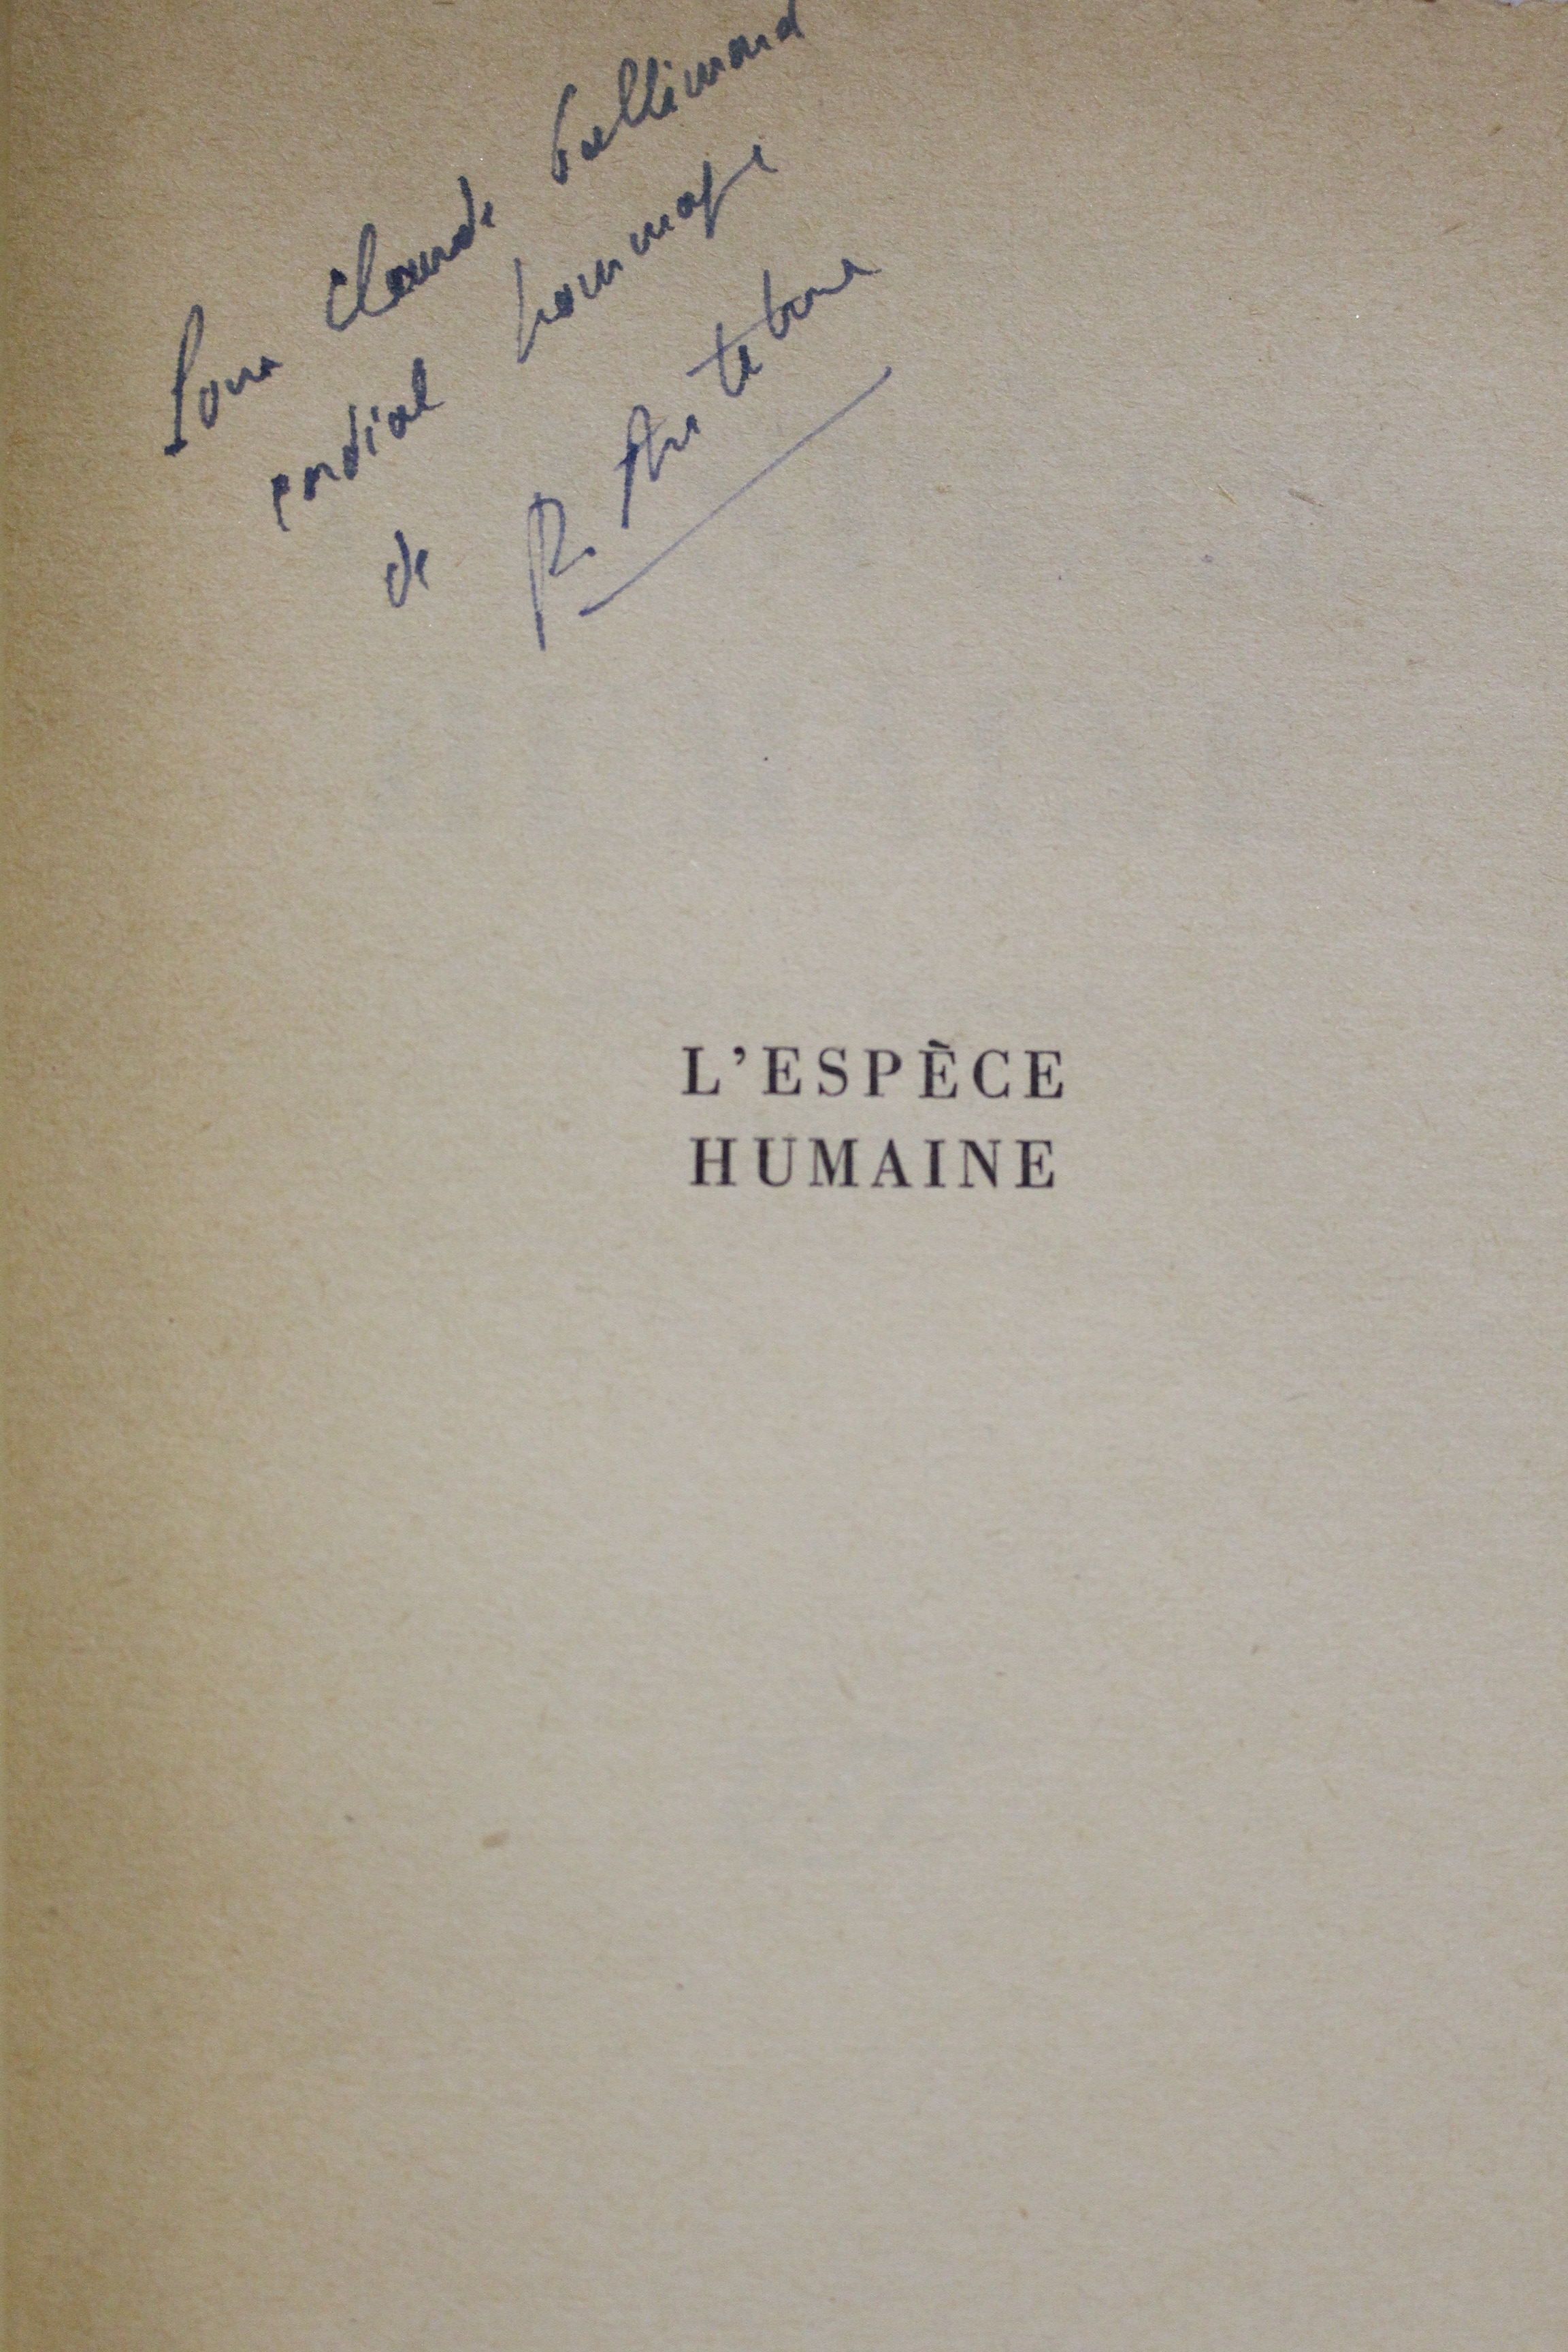 Pour Claude Gallimard
cordial hommage
de R. Antelme
L'ESPÈCE
HUMAINE